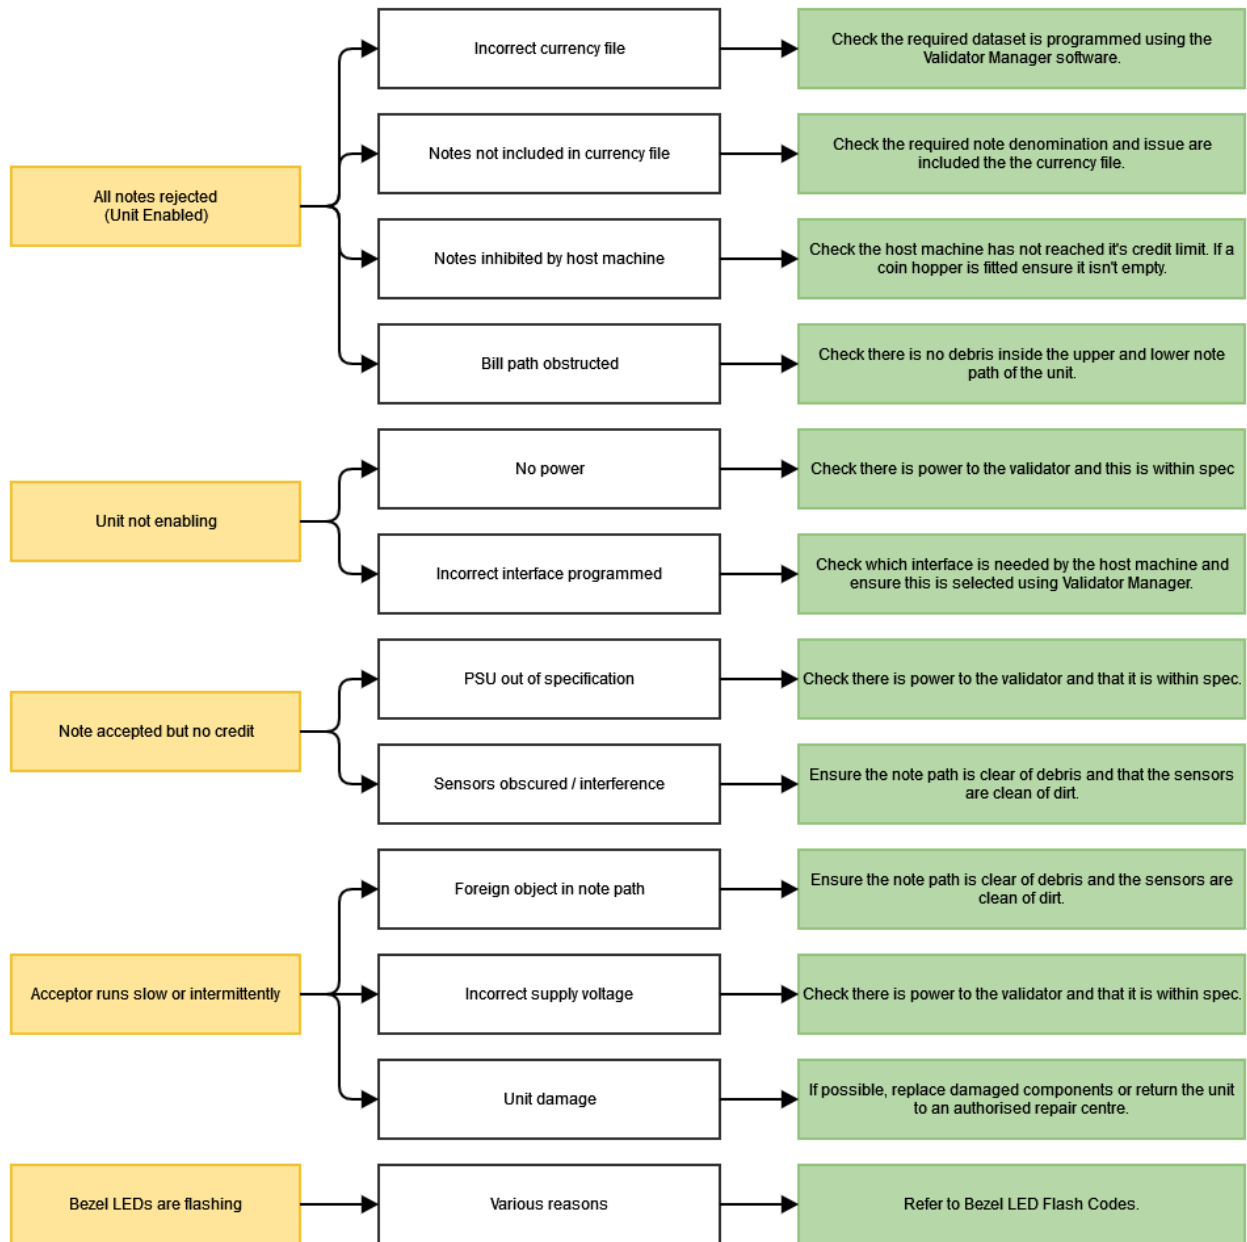 Incorrect currency file
Check the required dataset is programmed using the
Validator Manager software.
All notes rejected
(Unit Enabled)
Notes not included in currency file
Check the required note denomination and issue are
included the the currency file.
Notes inhibited by host machine
Check the host machine has not reached it's credit limit. If a
coin hopper is fitted ensure it isn't empty.
Bill path obstructed
Check there is no debris inside the upper and lower note
path of the unit.
Unit not enabling
No power
Check there is power to the validator and this is within spec
Incorrect interface programmed
Check which interface is needed by the host machine and
ensure this is selected using Validator Manager.
Note accepted but no credit
PSU out of specification
Check there is power to the validator and that it is within spec.
Sensors obscured / interference
Ensure the note path is clear of debris and that the sensors
are clean of dirt.
Acceptor runs slow or intermittently
Foreign object in note path
Ensure the note path is clear of debris and the sensors are
clean of dirt.
Incorrect supply voltage
Check there is power to the validator and that it is within spec.
Unit damage
If possible, replace damaged components or return the unit
to an authorised repair centre.
Bezel LEDs are flashing
Various reasons
Refer to Bezel LED Flash Codes.